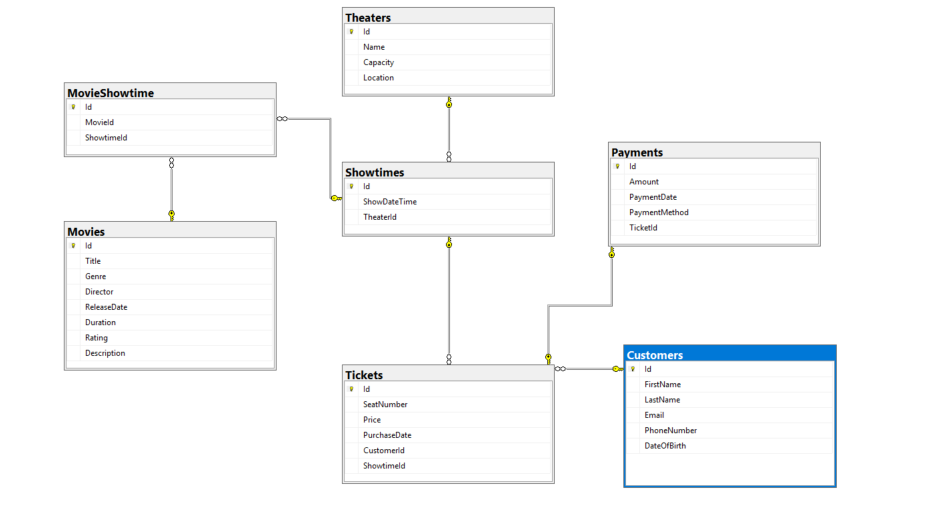 Theaters
Id
Name
Capacity
Location
MovieShowtime
Id
MovieId
ShowtimeId
Payments
Id
Amount
PaymentDate
PaymentMethod
TicketId
Showtimes
Id
ShowDateTime
TheaterId
Movies
Id
Title
Genre
Director
ReleaseDate
Duration
Rating
Description
Customers
Id
FirstName
LastName
Email
PhoneNumber
DateOfBirth
Tickets
Id
SeatNumber
Price
PurchaseDate
CustomerId
ShowtimeId